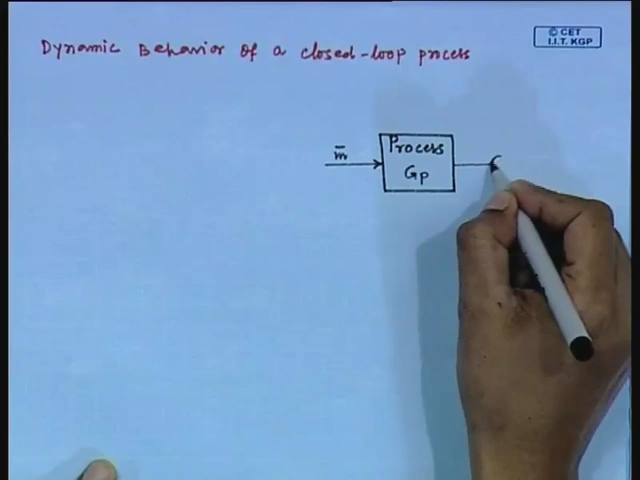 © CET
I.I.T. KGP
Dynamic Behavior of a closed-loop process
m̄
Process
Gp